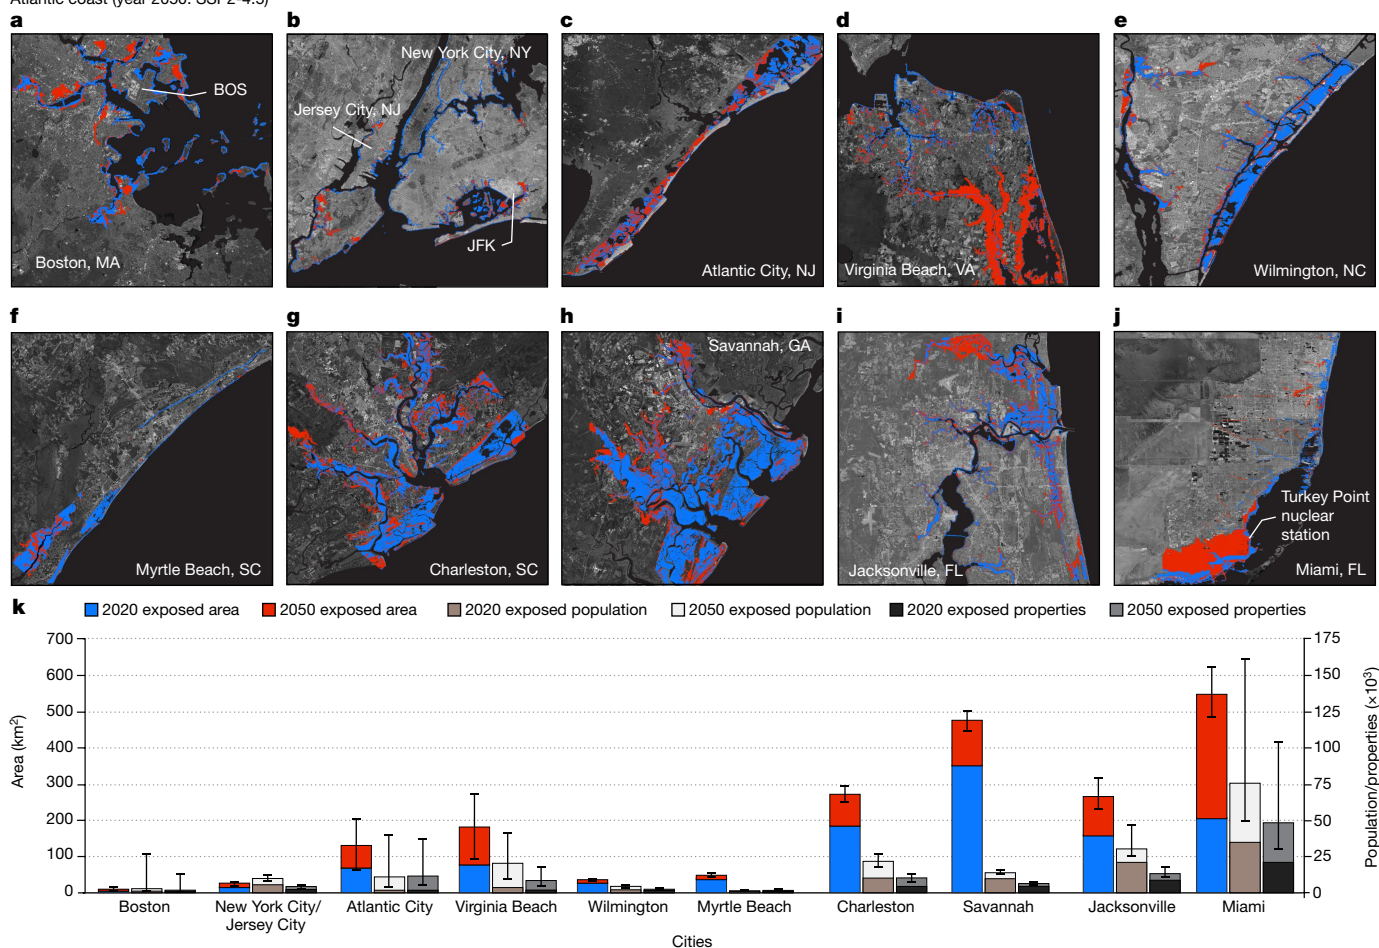 Atlantic coast (year 2050: SSP2-4.5)
a
b
c
d
e
BOS
Boston, MA
New York City, NY
Jersey City, NJ
JFK
Atlantic City, NJ
Virginia Beach, VA
Wilmington, NC
f
g
h
i
j
Myrtle Beach, SC
Charleston, SC
Savannah, GA
Jacksonville, FL
Turkey Point
nuclear
station
Miami, FL
k
2020 exposed area
2050 exposed area
2020 exposed population
2050 exposed population
2020 exposed properties
2050 exposed properties
Area (km²)
700
600
500
400
300
200
100
0
175
150
125
100
75
50
25
0
Population/properties (×10³)
Boston
New York City/
Jersey City
Atlantic City
Virginia Beach
Wilmington
Myrtle Beach
Charleston
Savannah
Jacksonville
Miami
Cities